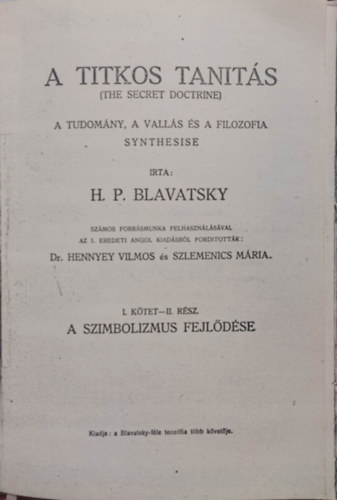 A TITKOS TANITÁS
(THE SECRET DOCTRINE)
A TUDOMÁNY, A VALLÁS ÉS A FILOZOFIA
SYNTHESISE
IRTA:
H. P. BLAVATSKY
SZÁMOS FORRÁSMUNKA FELHASZNÁLÁSÁVAL
AZ I. EREDETI ANGOL KIADÁSRÓL FORDITOTTÁK:
Dr. HENNYEY VILMOS és SZLEMENICS MÁRIA.
I. KÖTET—II. RÉSZ.
A SZIMBOLIZMUS FEJLŐDÉSE
Kiadja: a Blavatsky-féle teozófia több követője.